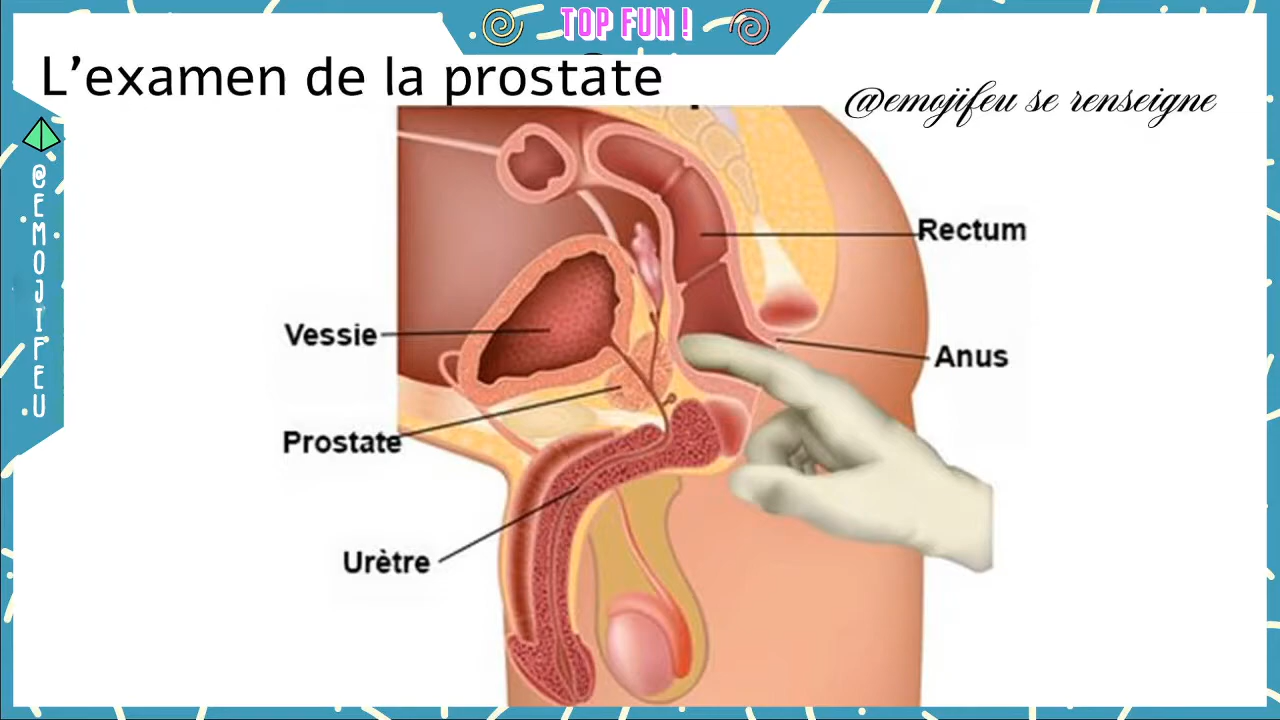 TOP FUN !
L’examen de la prostate
@emojifeu se renseigne
@EMOJIFEU
Rectum
Vessie
Anus
Prostate
Urètre